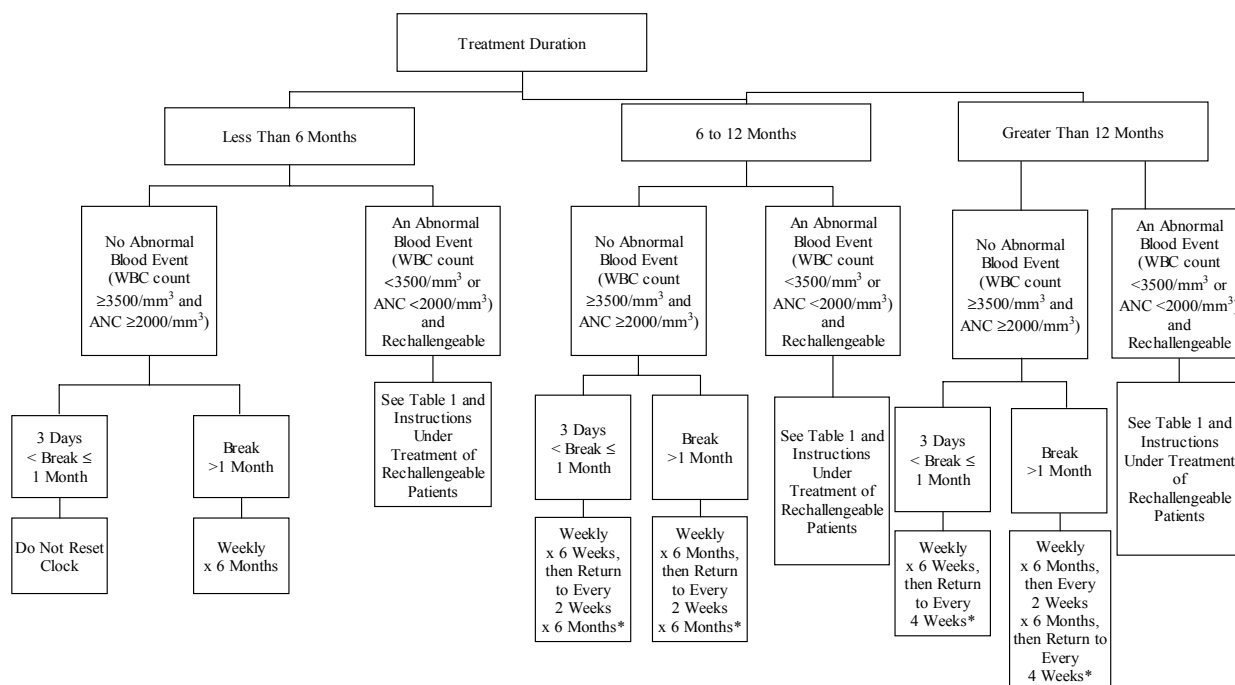 Treatment Duration
Less Than 6 Months
6 to 12 Months
Greater Than 12 Months
No Abnormal
Blood Event
(WBC count
≥3500/mm³ and
ANC ≥2000/mm³)
An Abnormal
Blood Event
(WBC count
<3500/mm³ or
ANC <2000/mm³)
and
Rechallengeable
No Abnormal
Blood Event
(WBC count
≥3500/mm³ and
ANC ≥2000/mm³)
An Abnormal
Blood Event
(WBC count
<3500/mm³ or
ANC <2000/mm³)
and
Rechallengeable
No Abnormal
Blood Event
(WBC count
≥3500/mm³ and
ANC ≥2000/mm³)
An Abnormal
Blood Event
(WBC count
<3500/mm³ or
ANC <2000/mm³)
and
Rechallengeable
3 Days
< Break ≤
1 Month
Break
>1 Month
See Table 1 and
Instructions
Under
Treatment of
Rechallengeable
Patients
3 Days
< Break ≤
1 Month
Break
>1 Month
See Table 1 and
Instructions
Under
Treatment of
Rechallengeable
Patients
3 Days
< Break ≤
1 Month
Break
>1 Month
See Table 1 and
Instructions
Under Treatment
of
Rechallengeable
Patients
Do Not Reset
Clock
Weekly
x 6 Months
Weekly
x 6 Weeks,
then Return
to Every
2 Weeks
x 6 Months*
Weekly
x 6 Months,
then Return
to Every
2 Weeks
x 6 Months*
Weekly
x 6 Weeks,
then Return
to Every
4 Weeks*
Weekly
x 6 Months,
then Every
2 Weeks
x 6 Months,
then Return to
Every
4 Weeks*